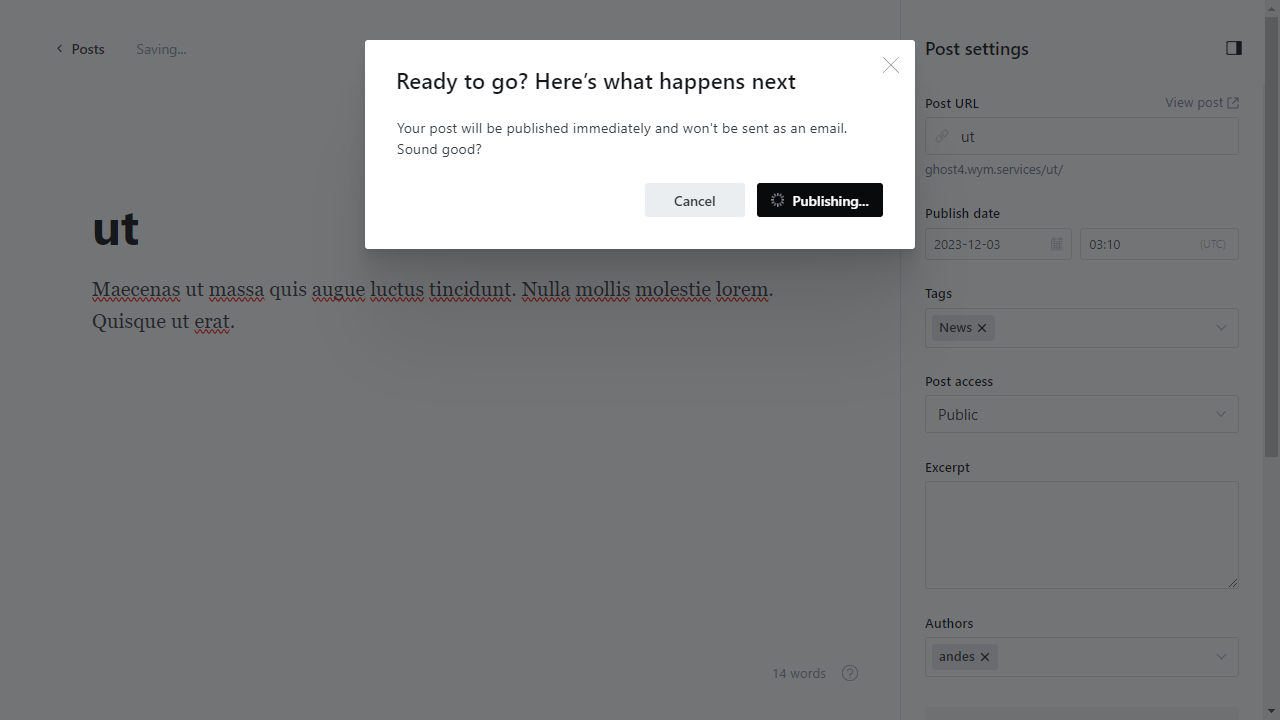 Posts
Saving...
Ready to go? Here's what happens next
Your post will be published immediately and won't be sent as an email.
Sound good?
Cancel
Publishing...
ut
Maecenas ut massa quis augue luctus tincidunt. Nulla mollis molestie lorem.
Quisque ut erat.
14 words
?
Post settings
Post URL
View post
ut
ghost4.wym.services/ut/
Publish date
2023-12-03
03:10
(UTC)
Tags
News
Post access
Public
Excerpt
Authors
andes